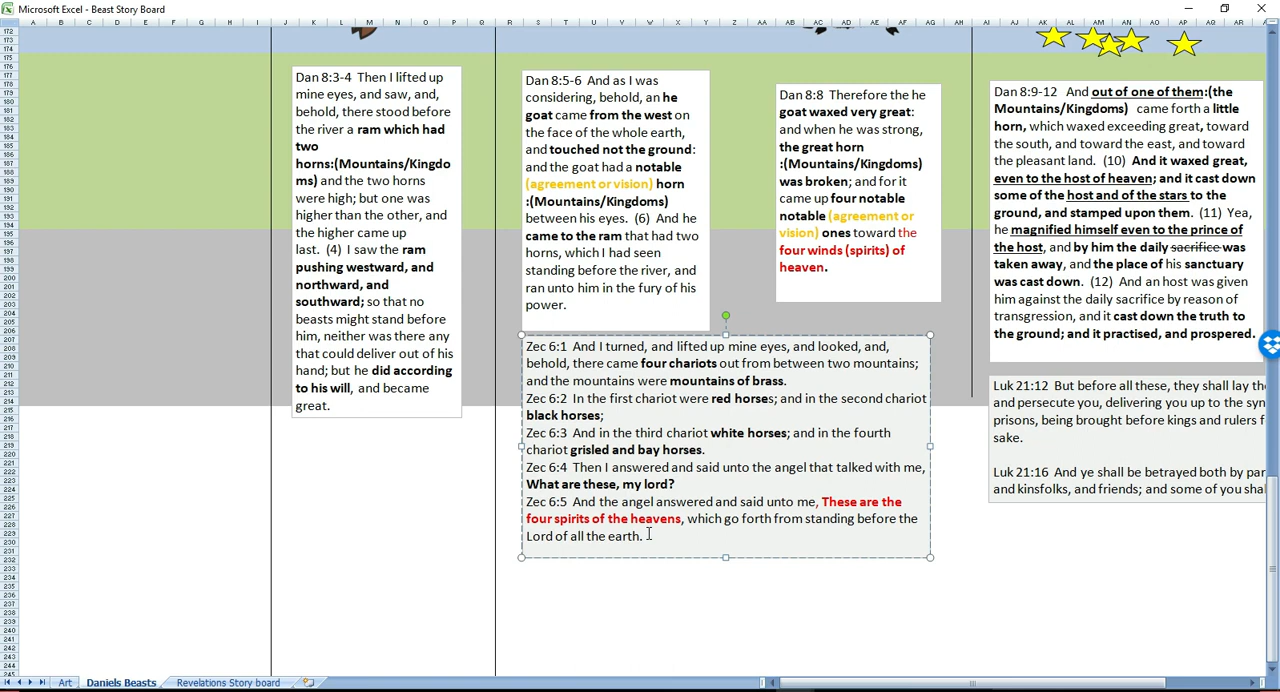 Microsoft Excel - Beast Story Board
J K L M N O P Q R S T U V W X Y Z AA AB AC AD AE AF AG AH AI AJ AK AL AM AN AO AP AQ AR
Dan 8:3-4 Then I lifted up
mine eyes, and saw, and,
behold, there stood before
the river a ram which had
two
horns:(Mountains/Kingdo
ms) and the two horns
were high; but one was
higher than the other, and
the higher came up
last. (4) I saw the ram
pushing westward, and
northward, and
southward; so that no
beasts might stand before
him, neither was there any
that could deliver out of his
hand; but he did according
to his will, and became
great.
Dan 8:5-6 And as I was
considering, behold, an he
goat came from the west on
the face of the whole earth,
and touched not the ground:
and the goat had a notable
(agreement or vision) horn
:(Mountains/Kingdoms)
between his eyes. (6) And he
came to the ram that had two
horns, which I had seen
standing before the river, and
ran unto him in the fury of his
power.
Dan 8:8 Therefore the he
goat waxed very great:
and when he was strong,
the great horn
:(Mountains/Kingdoms)
was broken; and for it
came up four notable
notable (agreement or
vision) ones toward the
four winds (spirits) of
heaven.
Dan 8:9-12 And out of one of them:(the
Mountains/Kingdoms) came forth a little
horn, which waxed exceeding great, toward
the south, and toward the east, and toward
the pleasant land. (10) And it waxed great,
even to the host of heaven; and it cast down
some of the host and of the stars to the
ground, and stamped upon them. (11) Yea,
he magnified himself even to the prince of
the host, and by him the daily sacrifice was
taken away, and the place of his sanctuary
was cast down. (12) And an host was given
him against the daily sacrifice by reason of
transgression, and it cast down the truth to
the ground; and it practised, and prospered.
Zec 6:1 And I turned, and lifted up mine eyes, and looked, and,
behold, there came four chariots out from between two mountains;
and the mountains were mountains of brass.
Zec 6:2 In the first chariot were red horses; and in the second chariot
black horses;
Zec 6:3 And in the third chariot white horses; and in the fourth
chariot grisled and bay horses.
Zec 6:4 Then I answered and said unto the angel that talked with me,
What are these, my lord?
Zec 6:5 And the angel answered and said unto me, These are the
four spirits of the heavens, which go forth from standing before the
Lord of all the earth.
Luk 21:12 But before all these, they shall lay the
and persecute you, delivering you up to the syn
prisons, being brought before kings and rulers f
sake.
Luk 21:16 And ye shall be betrayed both by par
and kinsfolks, and friends; and some of you sha
Art Daniels Beasts Revelations Story board